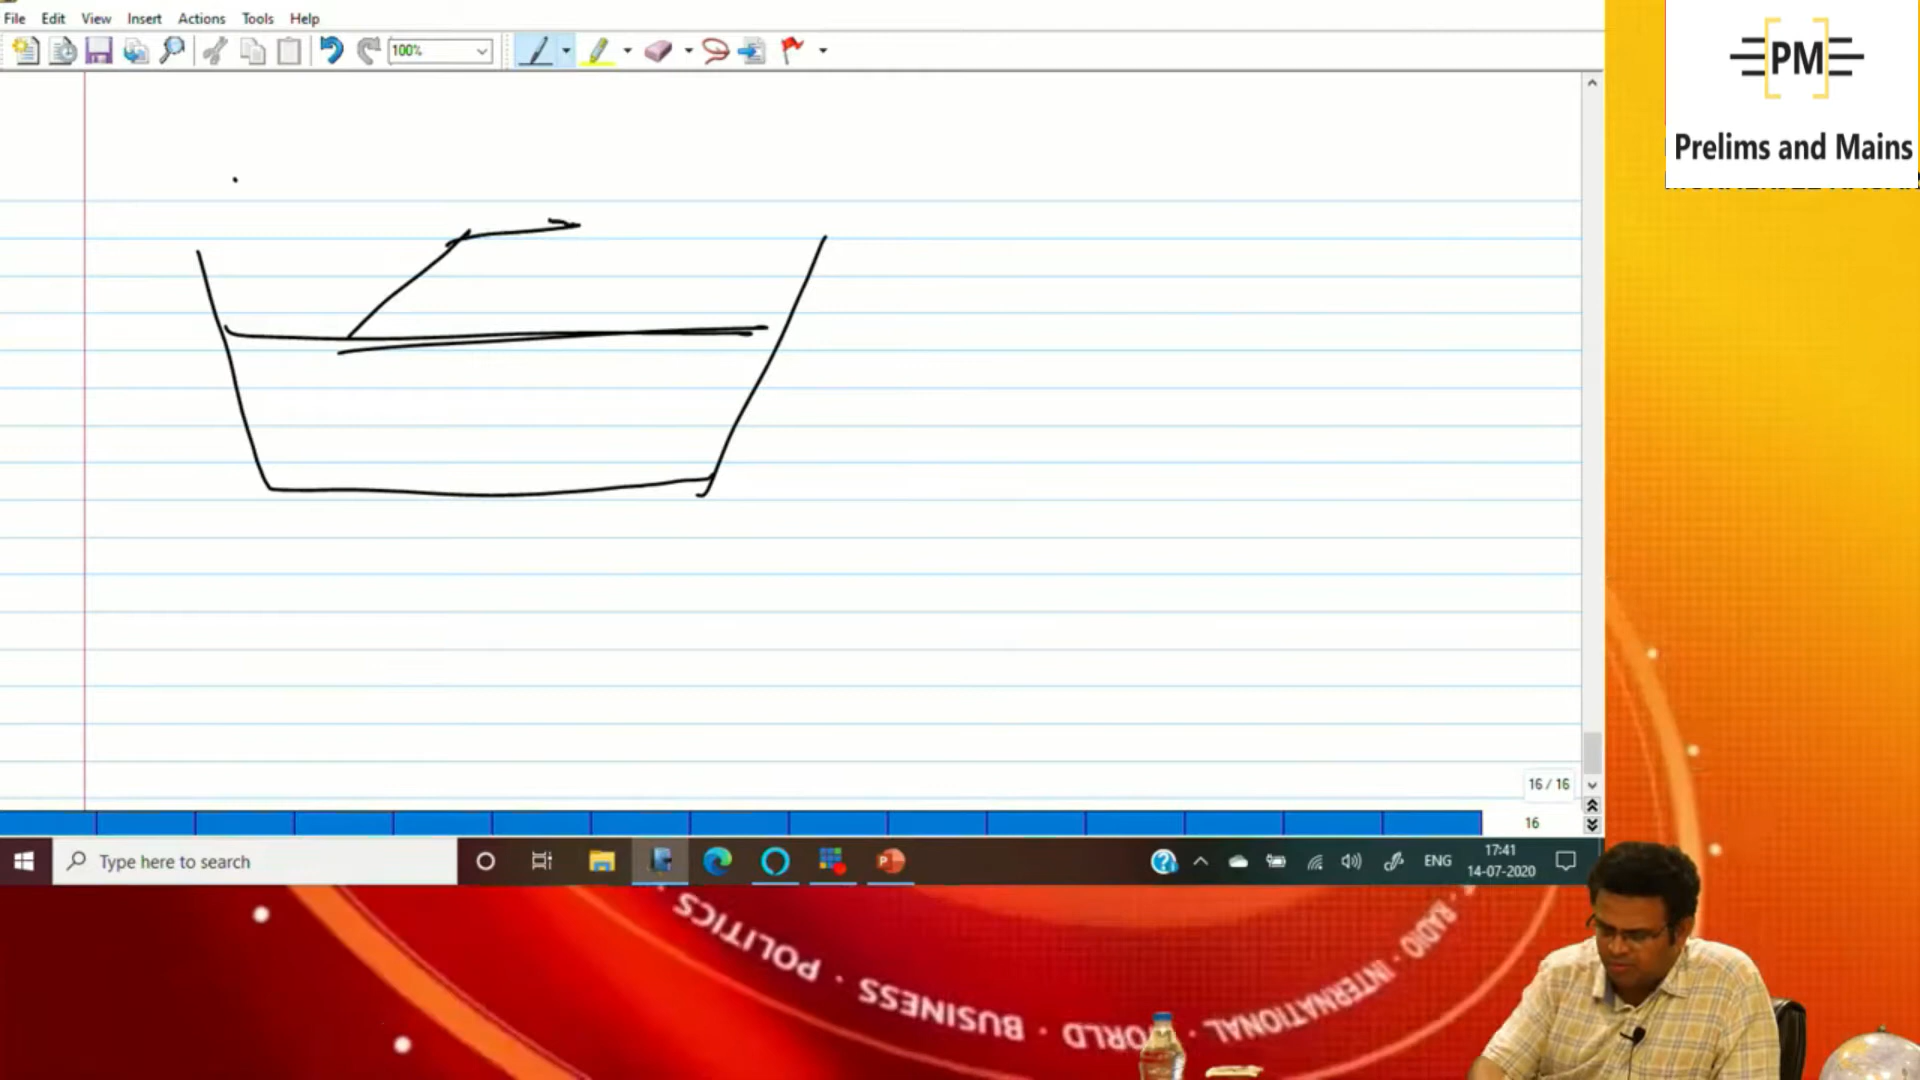 File Edit View Insert Actions Tools Help
PM
100%
Prelims and Mains
16 / 16
16
Type here to search
ENG
17:41
14-07-2020
POLITICS · BUSINESS · WORLD · INTERNATIONAL · RADIO ·